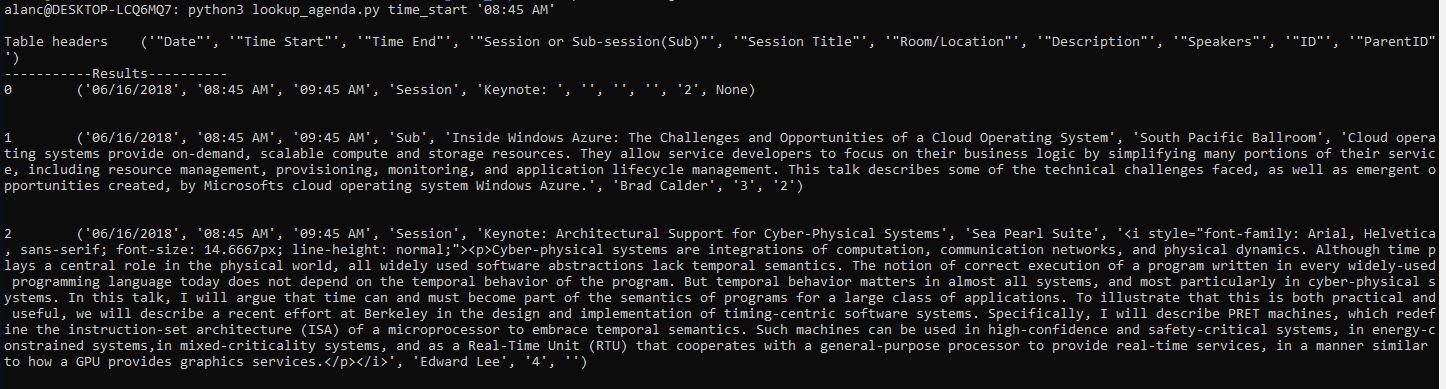 alanc@DESKTOP-LCQ6MQ7: python3 lookup_agenda.py time_start '08:45 AM'
Table headers    ('"Date"', '"Time Start"', '"Time End"', '"Session or Sub-session(Sub)"', '"Session Title"', '"Room/Location"', '"Description"', '"Speakers"', '"ID"', '"ParentID"
')
-----------Results----------
0        ('06/16/2018', '08:45 AM', '09:45 AM', 'Session', 'Keynote: ', '', '', '', '2', None)
1        ('06/16/2018', '08:45 AM', '09:45 AM', 'Sub', 'Inside Windows Azure: The Challenges and Opportunities of a Cloud Operating System', 'South Pacific Ballroom', 'Cloud opera
ting systems provide on-demand, scalable compute and storage resources. They allow service developers to focus on their business logic by simplifying many portions of their servic
e, including resource management, provisioning, monitoring, and application lifecycle management. This talk describes some of the technical challenges faced, as well as emergent o
pportunities created, by Microsofts cloud operating system Windows Azure.', 'Brad Calder', '3', '2')
2        ('06/16/2018', '08:45 AM', '09:45 AM', 'Session', 'Keynote: Architectural Support for Cyber-Physical Systems', 'Sea Pearl Suite', '<i style="font-family: Arial, Helvetica
, sans-serif; font-size: 14.6667px; line-height: normal;"><p>Cyber-physical systems are integrations of computation, communication networks, and physical dynamics. Although time p
lays a central role in the physical world, all widely used software abstractions lack temporal semantics. The notion of correct execution of a program written in every widely-used
 programming language today does not depend on the temporal behavior of the program. But temporal behavior matters in almost all systems, and most particularly in cyber-physical s
ystems. In this talk, I will argue that time can and must become part of the semantics of programs for a large class of applications. To illustrate that this is both practical and
 useful, we will describe a recent effort at Berkeley in the design and implementation of timing-centric software systems. Specifically, I will describe PRET machines, which redef
ine the instruction-set architecture (ISA) of a microprocessor to embrace temporal semantics. Such machines can be used in high-confidence and safety-critical systems, in energy-c
onstrained systems,in mixed-criticality systems, and as a Real-Time Unit (RTU) that cooperates with a general-purpose processor to provide real-time services, in a manner similar
to how a GPU provides graphics services.</p></i>', 'Edward Lee', '4', '')